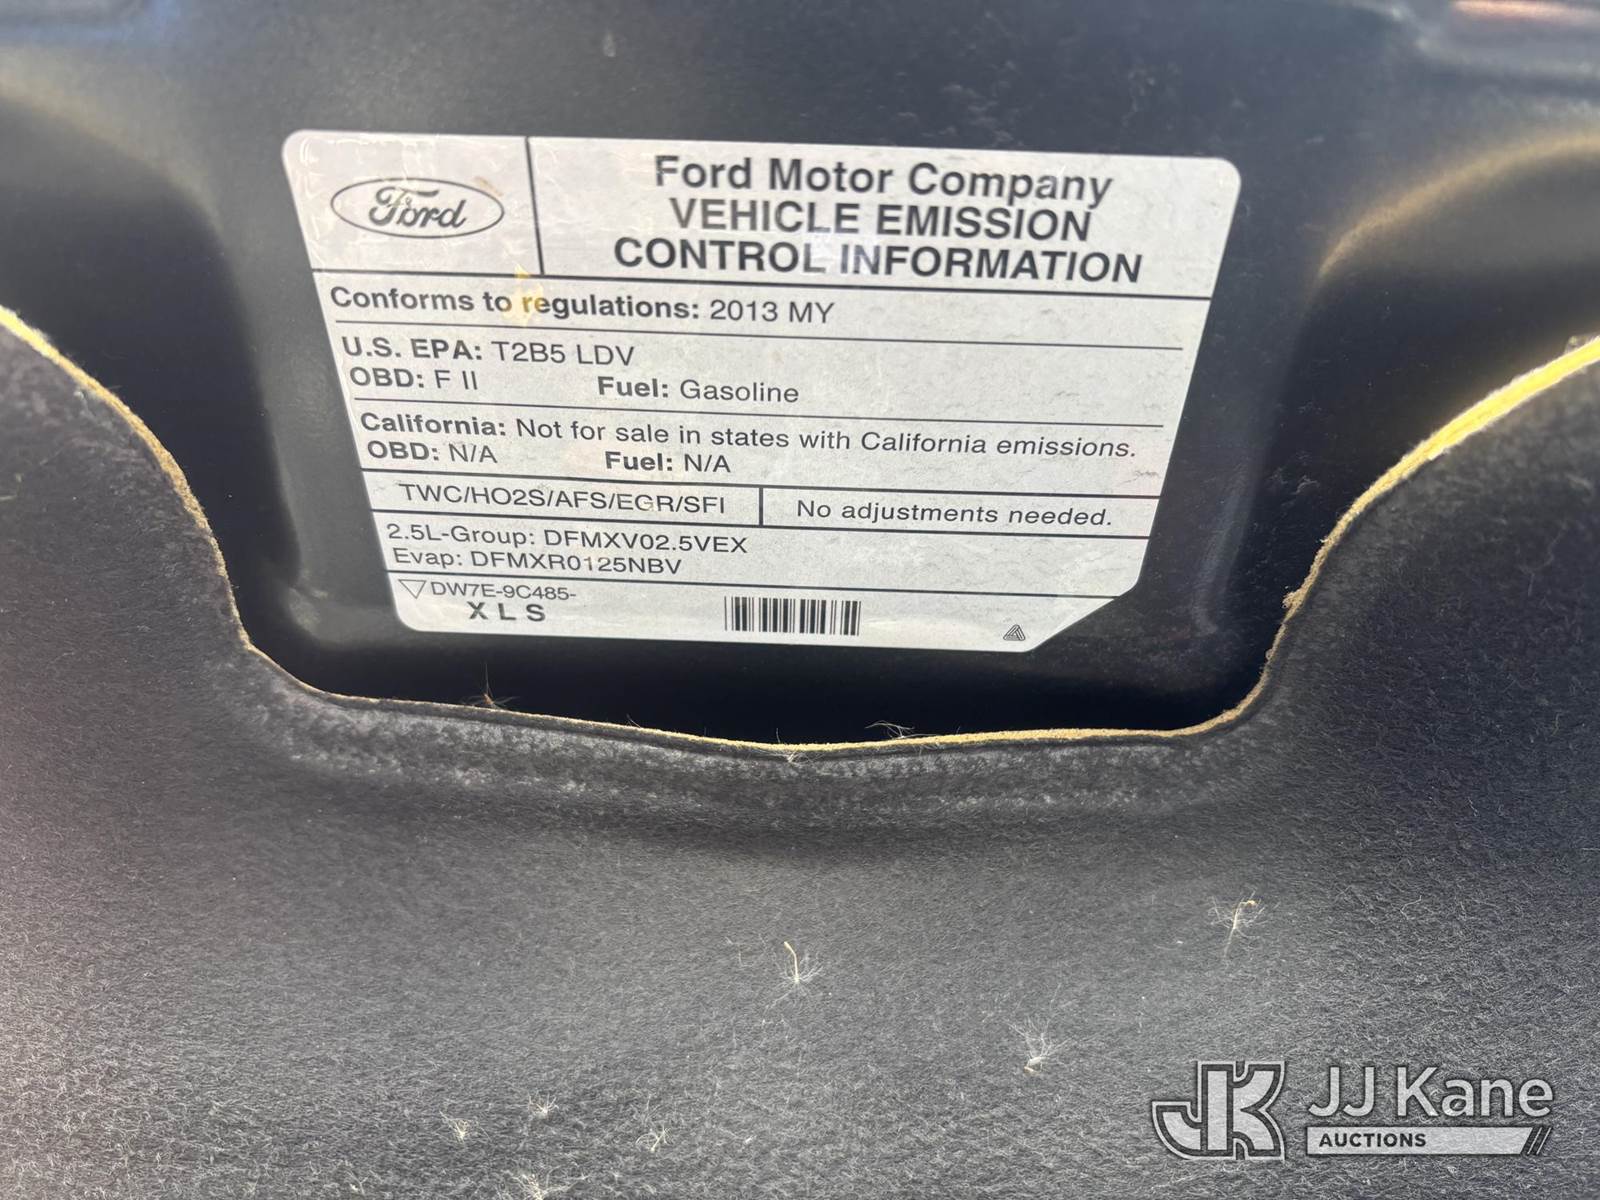 Ford
Ford Motor Company
VEHICLE EMISSION
CONTROL INFORMATION
Conforms to regulations: 2013 MY
U.S. EPA: T2B5 LDV
OBD: F II Fuel: Gasoline
California: Not for sale in states with California emissions.
OBD: N/A Fuel: N/A
TWC/HO2S/AFS/EGR/SFI No adjustments needed.
2.5L-Group: DFMXV02.5VEX
Evap: DFMXR0125NBV
DW7E-9C485-
X L S
JK JJ Kane
AUCTIONS